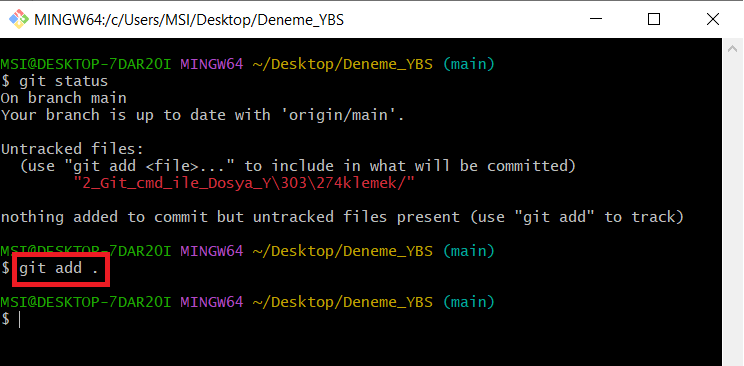 MINGW64:/c/Users/MSI/Desktop/Deneme_YBS
MSI@DESKTOP-7DAR2OI MINGW64 ~/Desktop/Deneme_YBS (main)
$ git status
On branch main
Your branch is up to date with 'origin/main'.
Untracked files:
(use "git add <file>..." to include in what will be committed)
"2_Git_cmd_ile_Dosya_Y\303\274klemek/"
nothing added to commit but untracked files present (use "git add" to track)
MSI@DESKTOP-7DAR2OI MINGW64 ~/Desktop/Deneme_YBS (main)
$ git add .
MSI@DESKTOP-7DAR2OI MINGW64 ~/Desktop/Deneme_YBS (main)
$